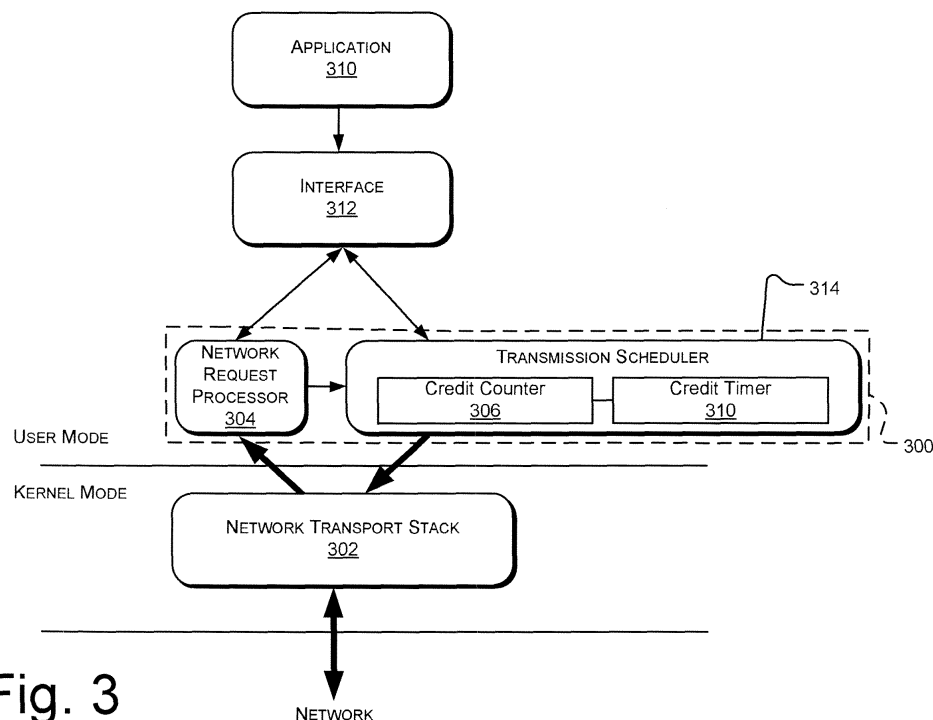 APPLICATION
310
INTERFACE
312
314
NETWORK
REQUEST
PROCESSOR
304
TRANSMISSION SCHEDULER
Credit Counter
306
Credit Timer
310
300
USER MODE
KERNEL MODE
NETWORK TRANSPORT STACK
302
Fig. 3
NETWORK